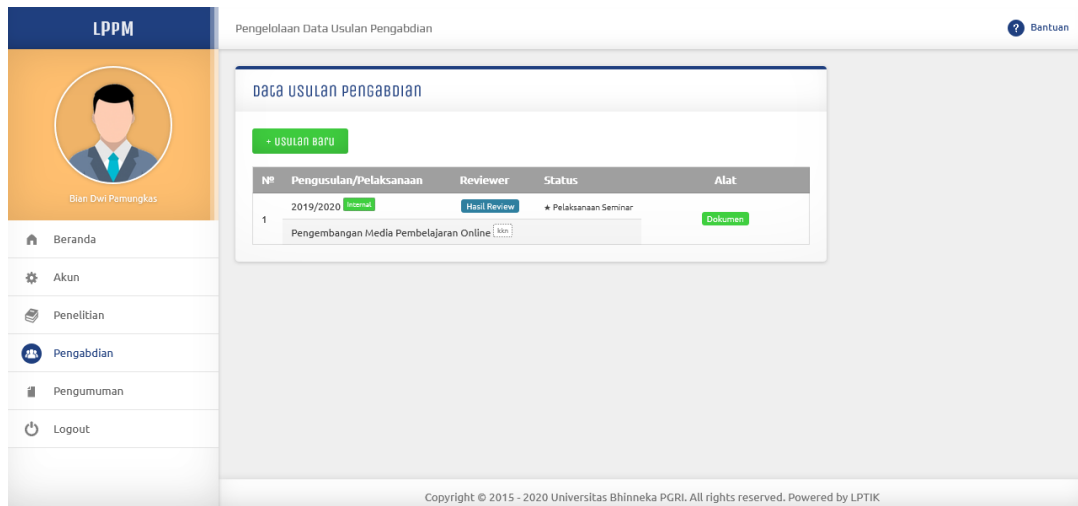 LPPM
Pengelolaan Data Usulan Pengabdian
? Bantuan
Bian Dwi Pamungkas
Beranda
Akun
Penelitian
Pengabdian
Pengumuman
Logout
Data Usulan Pengabdian
+ Usulan Baru
№ Pengusulan/Pelaksanaan Reviewer Status Alat
1 2019/2020 Internal Hasil Review ★ Pelaksanaan Seminar Dokumen
Pengembangan Media Pembelajaran Online kkn
Copyright © 2015 - 2020 Universitas Bhinneka PGRI. All rights reserved. Powered by LPTIK